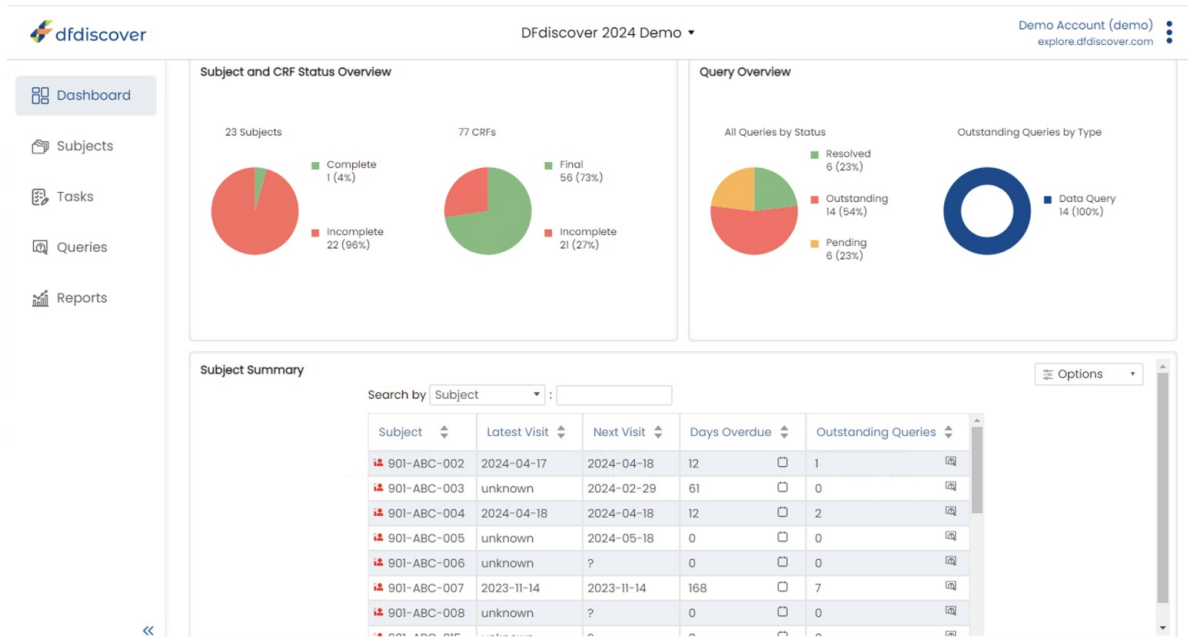 dfdiscover
DFdiscover 2024 Demo
Demo Account (demo)
explore.dfdiscover.com
Dashboard
Subjects
Tasks
Queries
Reports
Subject and CRF Status Overview
23 Subjects
Complete
1 (4%)
Incomplete
22 (96%)
77 CRFs
Final
56 (73%)
Incomplete
21 (27%)
Query Overview
All Queries by Status
Resolved
6 (23%)
Outstanding
14 (54%)
Pending
6 (23%)
Outstanding Queries by Type
Data Query
14 (100%)
Subject Summary
Options
Search by Subject :
Subject Latest Visit Next Visit Days Overdue Outstanding Queries
901-ABC-002 2024-04-17 2024-04-18 12 1
901-ABC-003 unknown 2024-02-29 61 0
901-ABC-004 2024-04-18 2024-04-18 12 2
901-ABC-005 unknown 2024-05-18 0 0
901-ABC-006 unknown ? 0 0
901-ABC-007 2023-11-14 2023-11-14 168 7
901-ABC-008 unknown ? 0 0